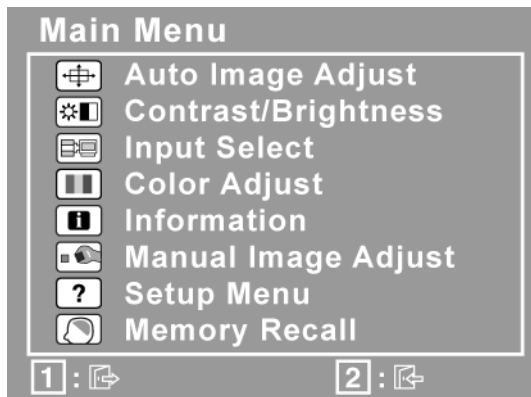 Main Menu
Auto Image Adjust
Contrast/Brightness
Input Select
Color Adjust
i Information
Manual Image Adjust
? Setup Menu
Memory Recall
1 : 2 :